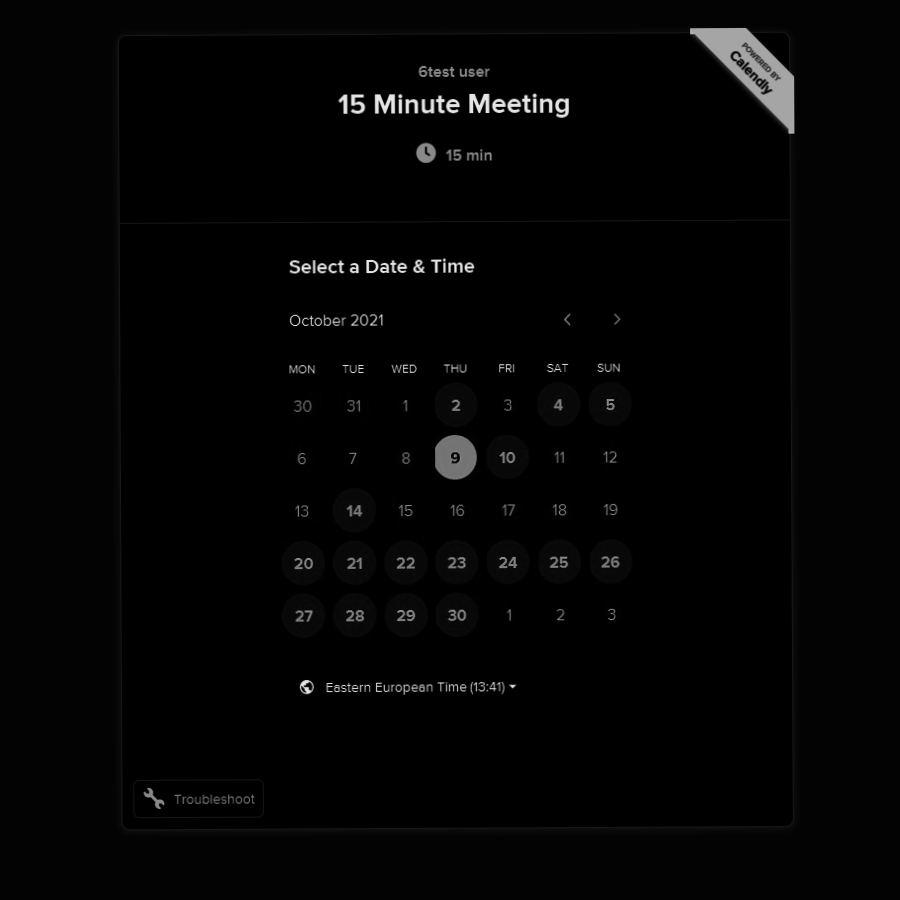 POWERED BY
Calendly
6test user
15 Minute Meeting
15 min
Select a Date & Time
October 2021
MON TUE WED THU FRI SAT SUN
30 31 1 2 3 4 5
6 7 8 9 10 11 12
13 14 15 16 17 18 19
20 21 22 23 24 25 26
27 28 29 30 1 2 3
Eastern European Time (13:41)
Troubleshoot